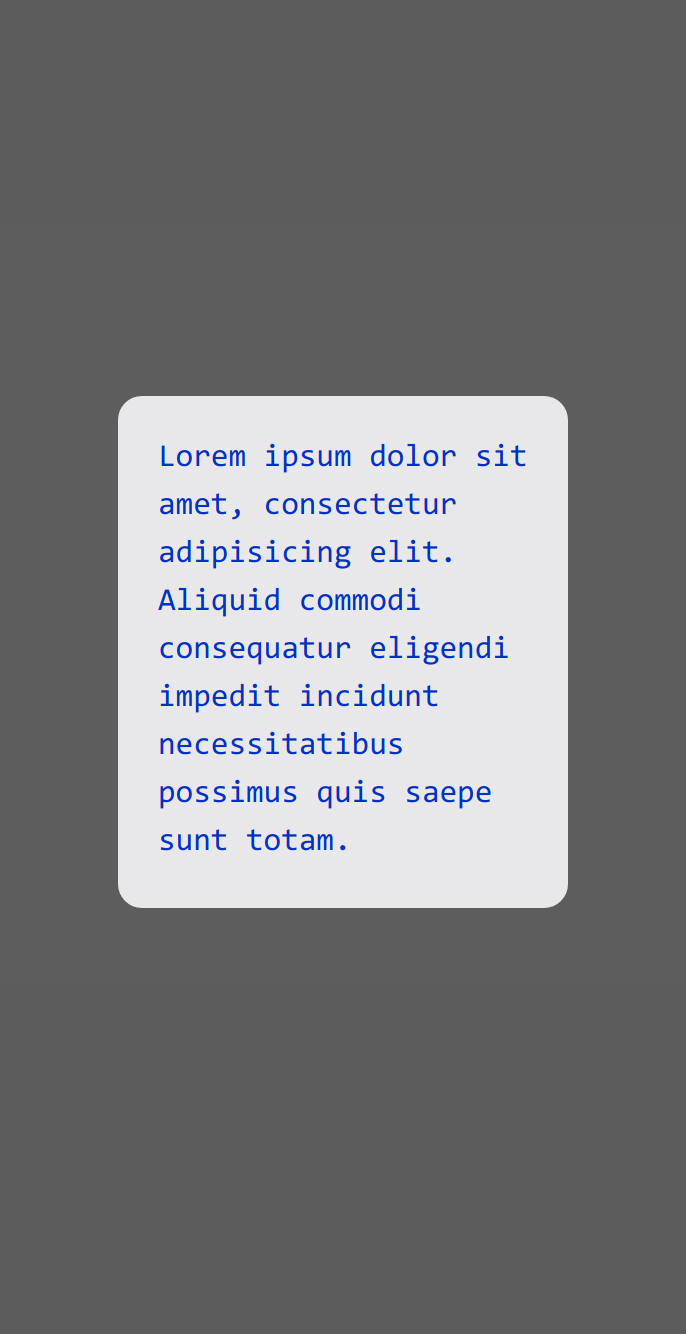 Lorem ipsum dolor sit
amet, consectetur
adipisicing elit.
Aliquid commodi
consequatur eligendi
impedit incidunt
necessitatibus
possimus quis saepe
sunt totam.